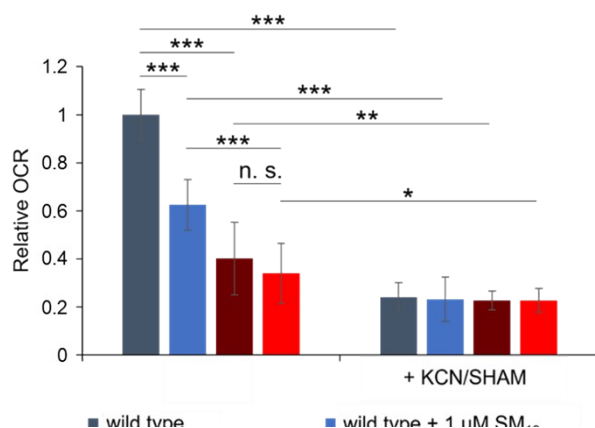 ***
***
***
1.2
***
1
**
0.8
***
n. s.
Relative OCR
0.6
*
0.4
0.2
0
+ KCN/SHAM
wild type
wild type + 1 µM SM